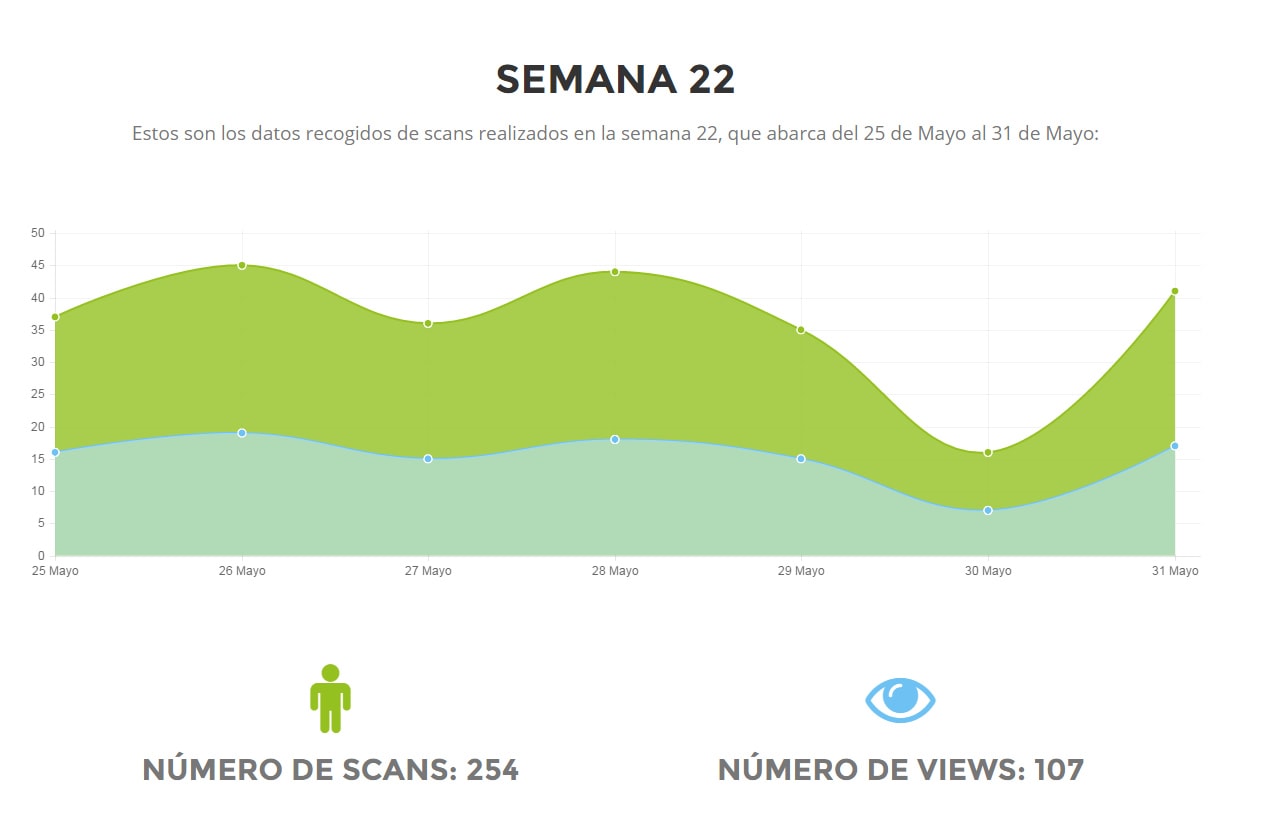 SEMANA 22
Estos son los datos recogidos de scans realizados en la semana 22, que abarca del 25 de Mayo al 31 de Mayo:
50
45
40
35
30
25
20
15
10
5
0
25 Mayo 26 Mayo 27 Mayo 28 Mayo 29 Mayo 30 Mayo 31 Mayo
NÚMERO DE SCANS: 254
NÚMERO DE VIEWS: 107